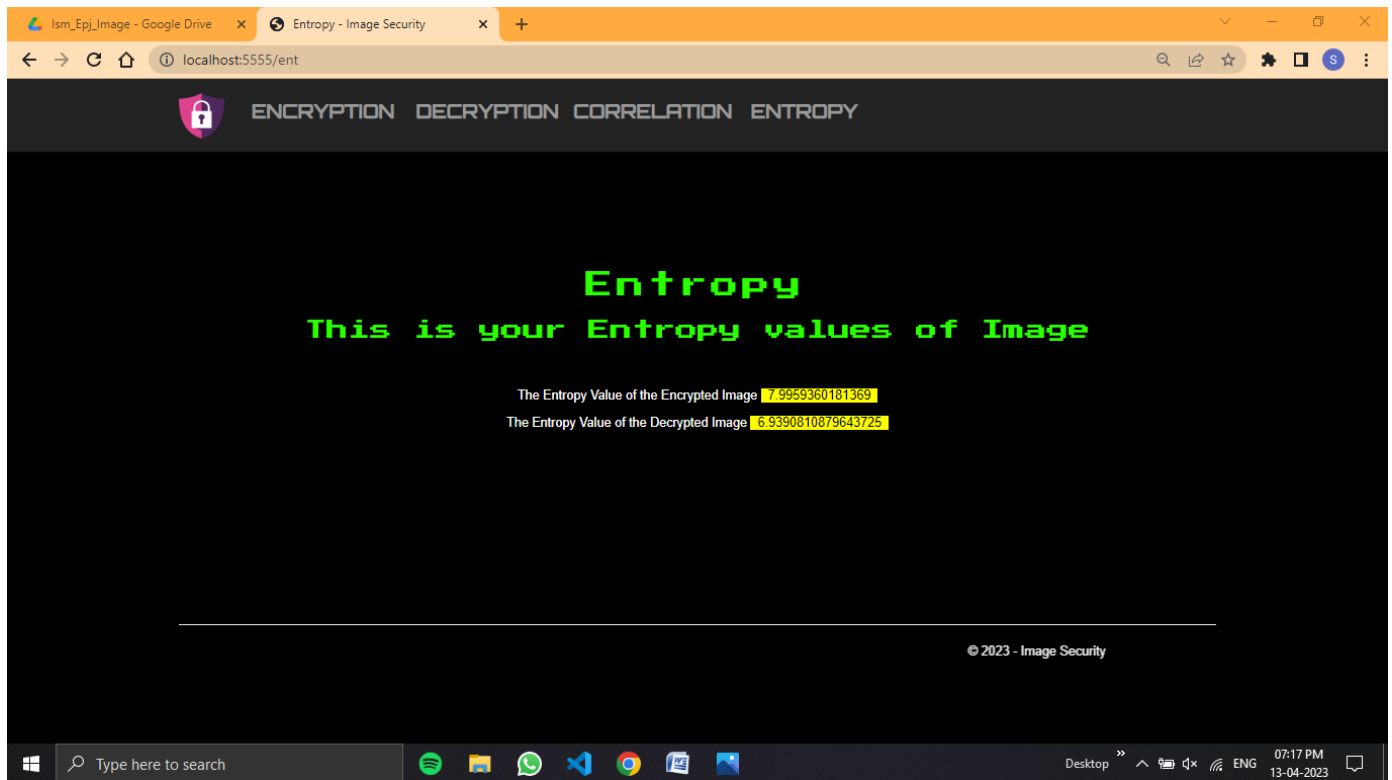 Ism_Epj_Image - Google Drive
Entropy - Image Security
localhost:5555/ent
S
ENCRYPTION DECRYPTION CORRELATION ENTROPY
Entropy
This is your Entropy values of Image
The Entropy Value of the Encrypted Image 7.9959360181369
The Entropy Value of the Decrypted Image 6.9390810879643725
© 2023 - Image Security
Type here to search
Desktop
ENG
07:17 PM
13-04-2023